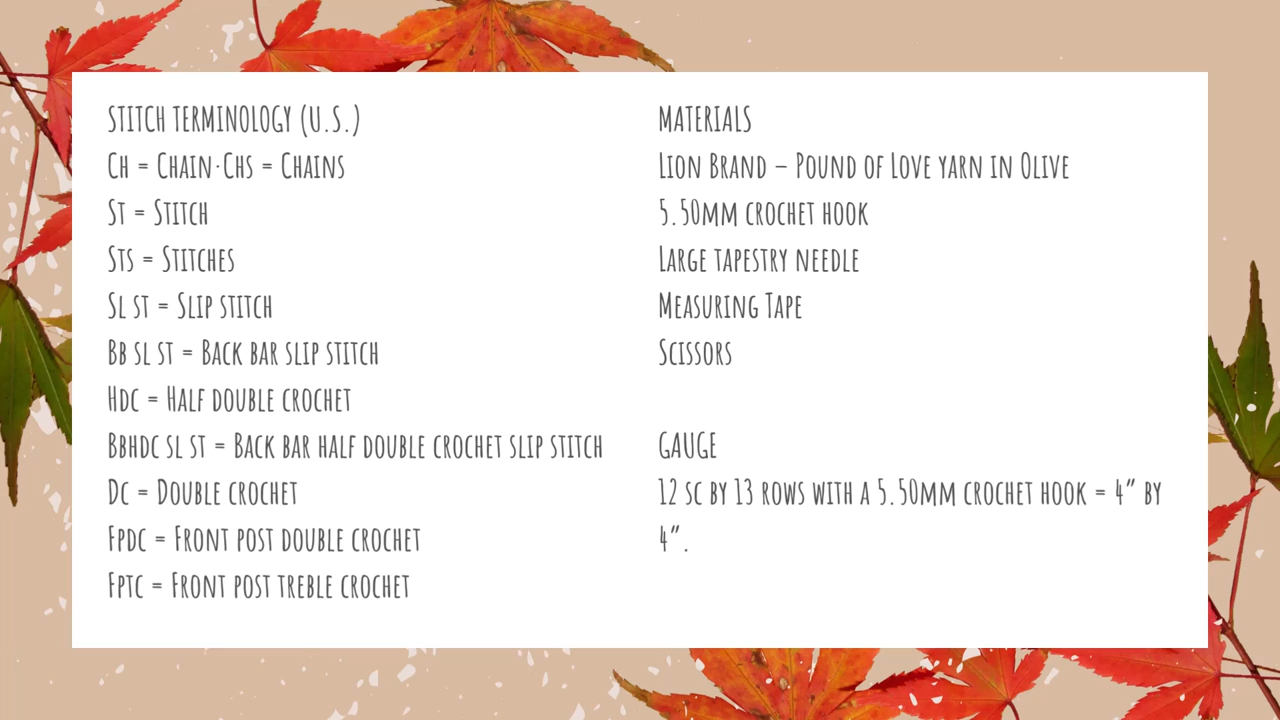 STITCH TERMINOLOGY (U.S.)
CH = CHAIN·CHS = CHAINS
ST = STITCH
STS = STITCHES
SL ST = SLIP STITCH
BB SL ST = BACK BAR SLIP STITCH
HDC = HALF DOUBLE CROCHET
BBHDC SL ST = BACK BAR HALF DOUBLE CROCHET SLIP STITCH
DC = DOUBLE CROCHET
FPDC = FRONT POST DOUBLE CROCHET
FPTC = FRONT POST TREBLE CROCHET
MATERIALS
LION BRAND – POUND OF LOVE YARN IN OLIVE
5.50MM CROCHET HOOK
LARGE TAPESTRY NEEDLE
MEASURING TAPE
SCISSORS
GAUGE
12 SC BY 13 ROWS WITH A 5.50MM CROCHET HOOK = 4” BY
4”.